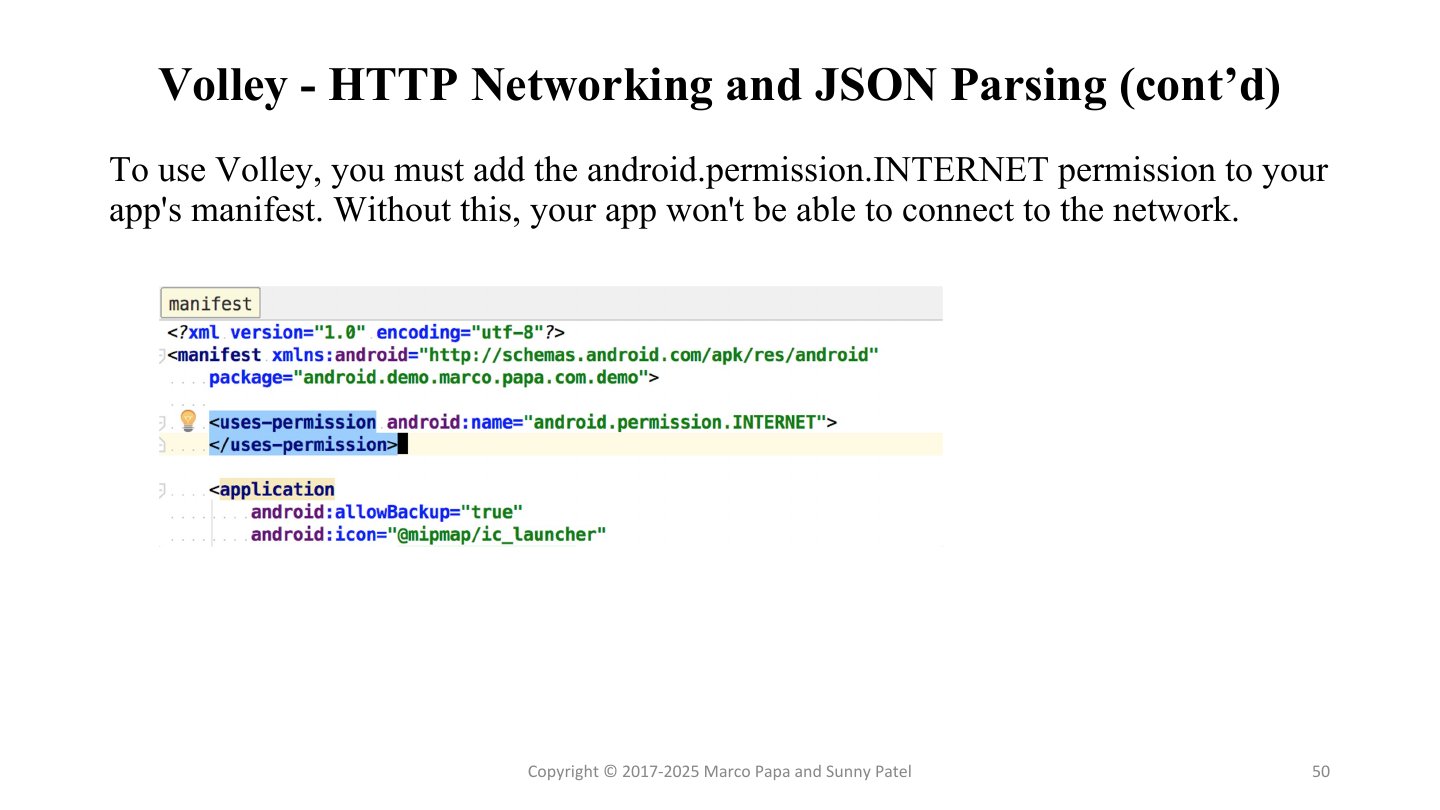 Volley - HTTP Networking and JSON Parsing (cont’d)
To use Volley, you must add the android.permission.INTERNET permission to your
app's manifest. Without this, your app won't be able to connect to the network.
manifest
<?xml version="1.0" encoding="utf-8"?>
<manifest xmlns:android="http://schemas.android.com/apk/res/android"
package="android.demo.marco.papa.com.demo">
<uses-permission android:name="android.permission.INTERNET">
</uses-permission>
<application
android:allowBackup="true"
android:icon="@mipmap/ic_launcher"
Copyright © 2017-2025 Marco Papa and Sunny Patel
50